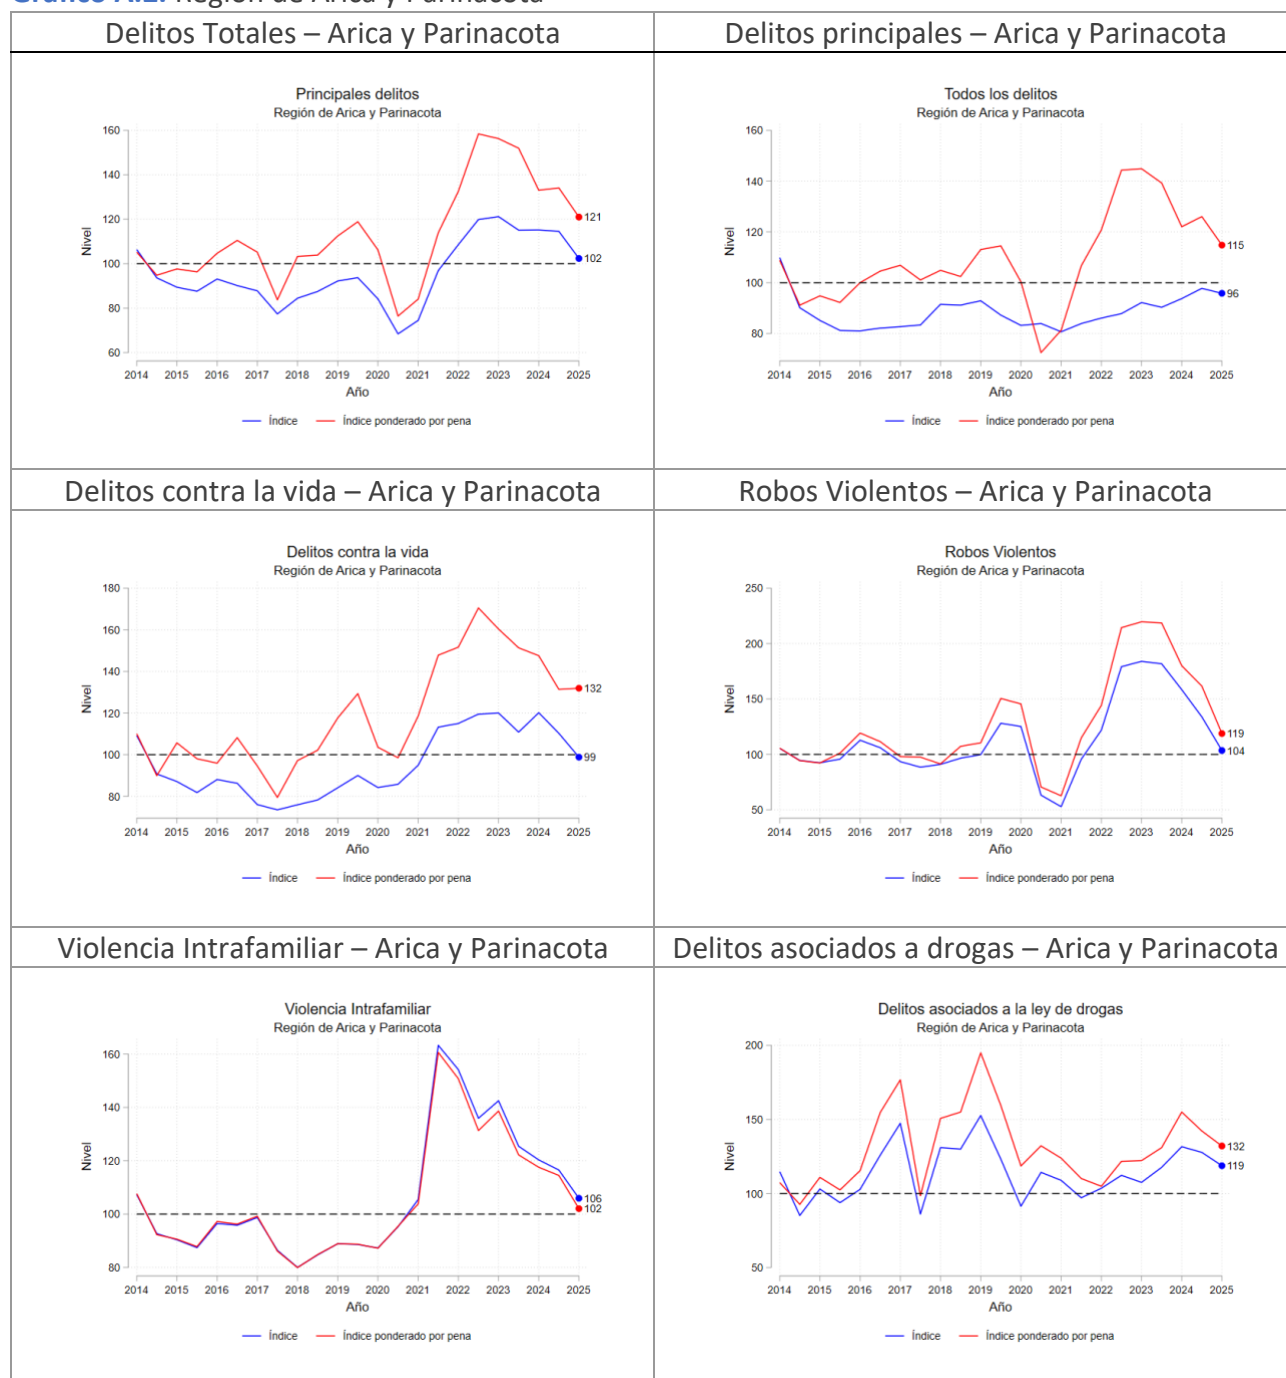 Gráfico A.2. Región de Arica y Parinacota
Delitos Totales – Arica y Parinacota
Delitos principales – Arica y Parinacota
Principales delitos
Región de Arica y Parinacota
160
140
120
100
80
60
Nivel
121
102
2014 2015 2016 2017 2018 2019 2020 2021 2022 2023 2024 2025
Año
Índice Índice ponderado por pena
Todos los delitos
Región de Arica y Parinacota
160
140
120
100
80
Nivel
115
96
2014 2015 2016 2017 2018 2019 2020 2021 2022 2023 2024 2025
Año
Índice Índice ponderado por pena
Delitos contra la vida – Arica y Parinacota
Robos Violentos – Arica y Parinacota
Delitos contra la vida
Región de Arica y Parinacota
180
160
140
120
100
80
Nivel
132
99
2014 2015 2016 2017 2018 2019 2020 2021 2022 2023 2024 2025
Año
Índice Índice ponderado por pena
Robos Violentos
Región de Arica y Parinacota
250
200
150
100
50
Nivel
119
104
2014 2015 2016 2017 2018 2019 2020 2021 2022 2023 2024 2025
Año
Índice Índice ponderado por pena
Violencia Intrafamiliar – Arica y Parinacota
Delitos asociados a drogas – Arica y Parinacota
Violencia Intrafamiliar
Región de Arica y Parinacota
160
140
120
100
80
Nivel
106
102
2014 2015 2016 2017 2018 2019 2020 2021 2022 2023 2024 2025
Año
Índice Índice ponderado por pena
Delitos asociados a la ley de drogas
Región de Arica y Parinacota
200
150
100
50
Nivel
132
119
2014 2015 2016 2017 2018 2019 2020 2021 2022 2023 2024 2025
Año
Índice Índice ponderado por pena